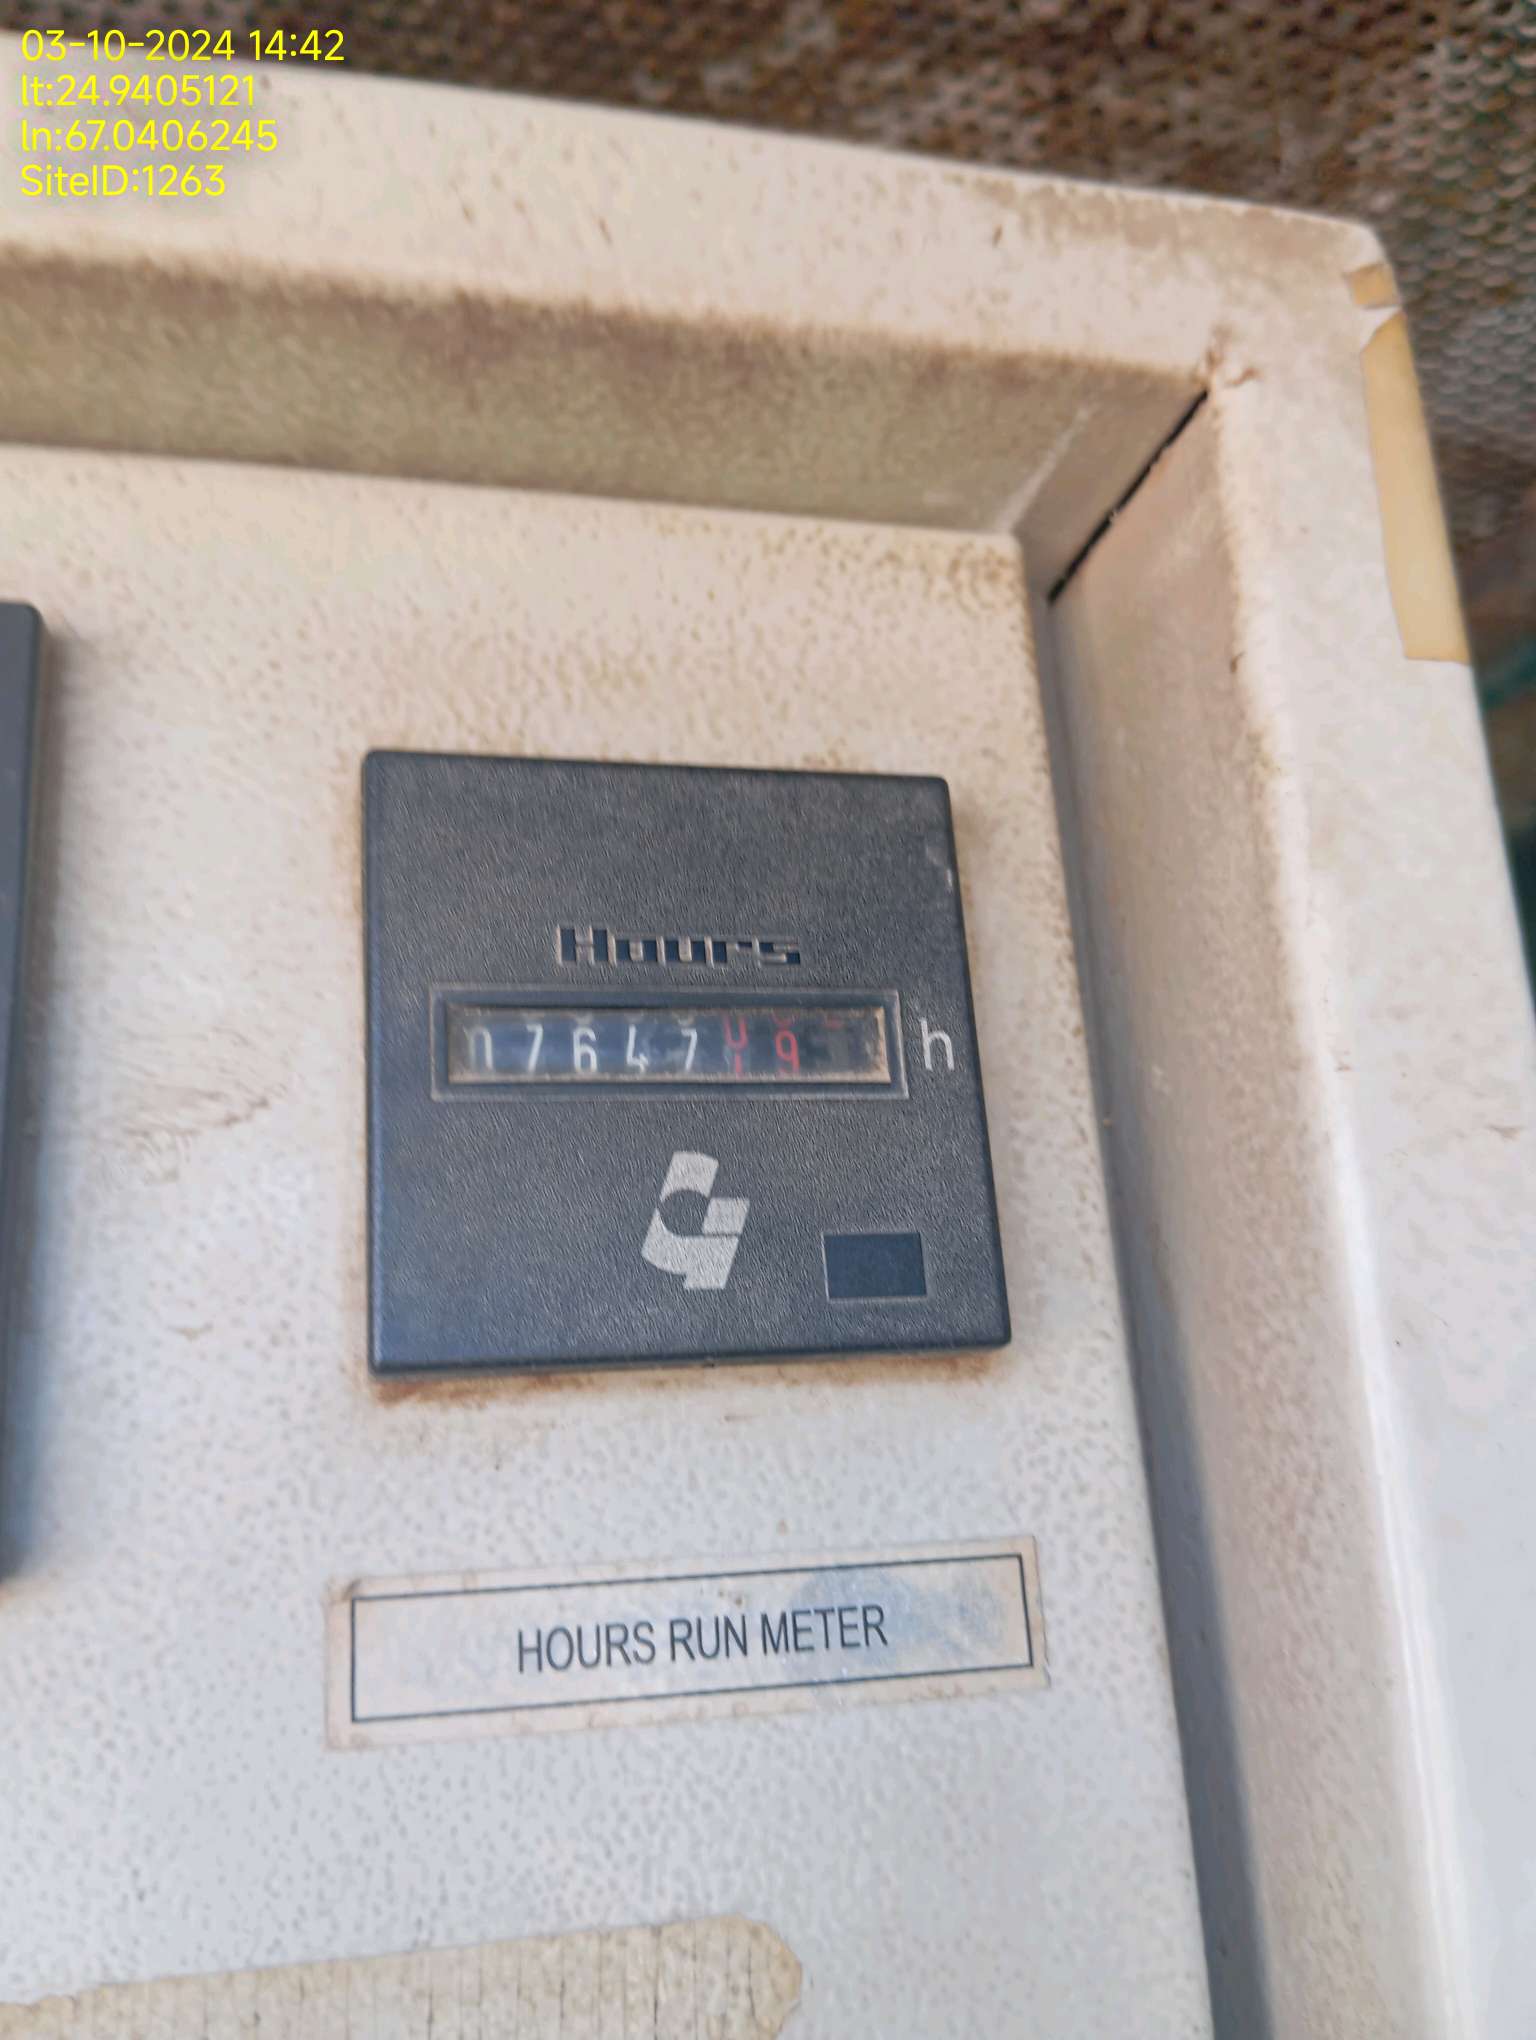 03-10-2024 14:42
lt:24.9405121
ln:67.0406245
SiteID:1263
Hours
07647 h
HOURS RUN METER